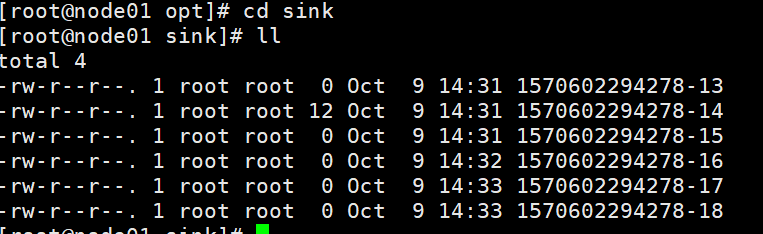 [root@node01 opt]# cd sink
[root@node01 sink]# ll
total 4
-rw-r--r--. 1 root root  0 Oct  9 14:31 1570602294278-13
-rw-r--r--. 1 root root 12 Oct  9 14:31 1570602294278-14
-rw-r--r--. 1 root root  0 Oct  9 14:31 1570602294278-15
-rw-r--r--. 1 root root  0 Oct  9 14:32 1570602294278-16
-rw-r--r--. 1 root root  0 Oct  9 14:33 1570602294278-17
-rw-r--r--. 1 root root  0 Oct  9 14:33 1570602294278-18
[root@node01 sink]#